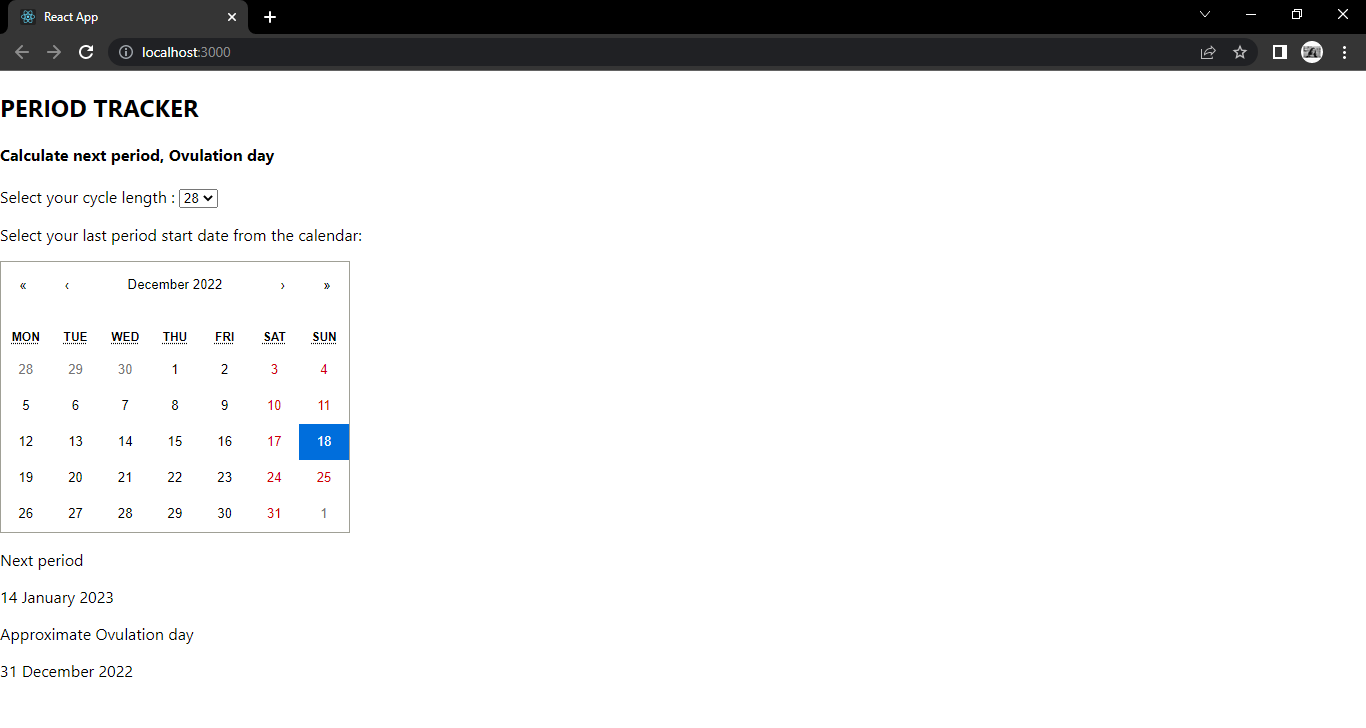 React App
localhost:3000
PERIOD TRACKER
Calculate next period, Ovulation day
Select your cycle length : 28
Select your last period start date from the calendar:
« ‹ December 2022 › »
MON TUE WED THU FRI SAT SUN
28 29 30 1 2 3 4
5 6 7 8 9 10 11
12 13 14 15 16 17 18
19 20 21 22 23 24 25
26 27 28 29 30 31 1
Next period
14 January 2023
Approximate Ovulation day
31 December 2022